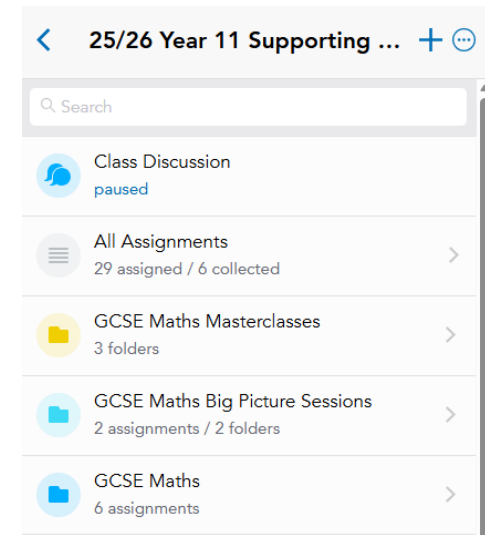 25/26 Year 11 Supporting ...
Search
Class Discussion
paused
All Assignments
29 assigned / 6 collected
GCSE Maths Masterclasses
3 folders
GCSE Maths Big Picture Sessions
2 assignments / 2 folders
GCSE Maths
6 assignments